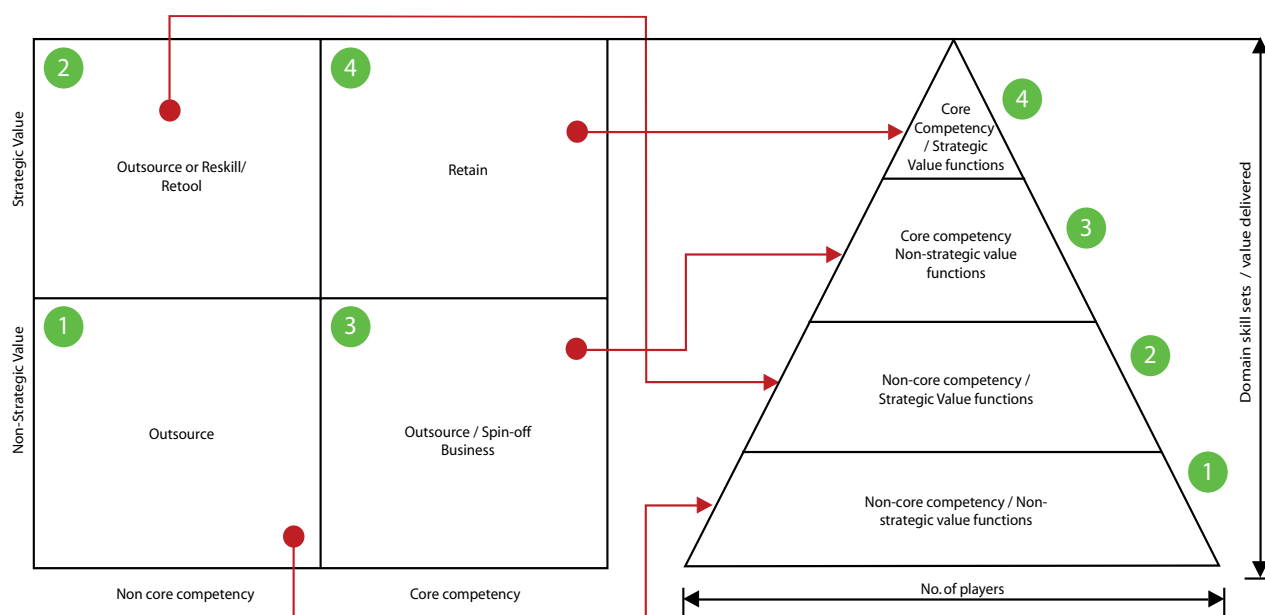 2
4
Strategic Value
Outsource or Reskill/
Retool
Retain
1
3
Non-Strategic Value
Outsource
Outsource / Spin-off
Business
Non core competency
Core competency
4
Core
Competency
/ Strategic
Value functions
3
Core competency
Non-strategic value
functions
2
Non-core competency /
Strategic Value functions
1
Non-core competency / Non-
strategic value functions
No. of players
Domain skill sets / value delivered